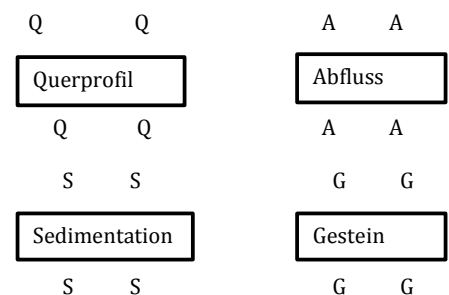 Q Q A A
Querprofil Abfluss
Q Q A A
S S G G
Sedimentation Gestein
S S G G